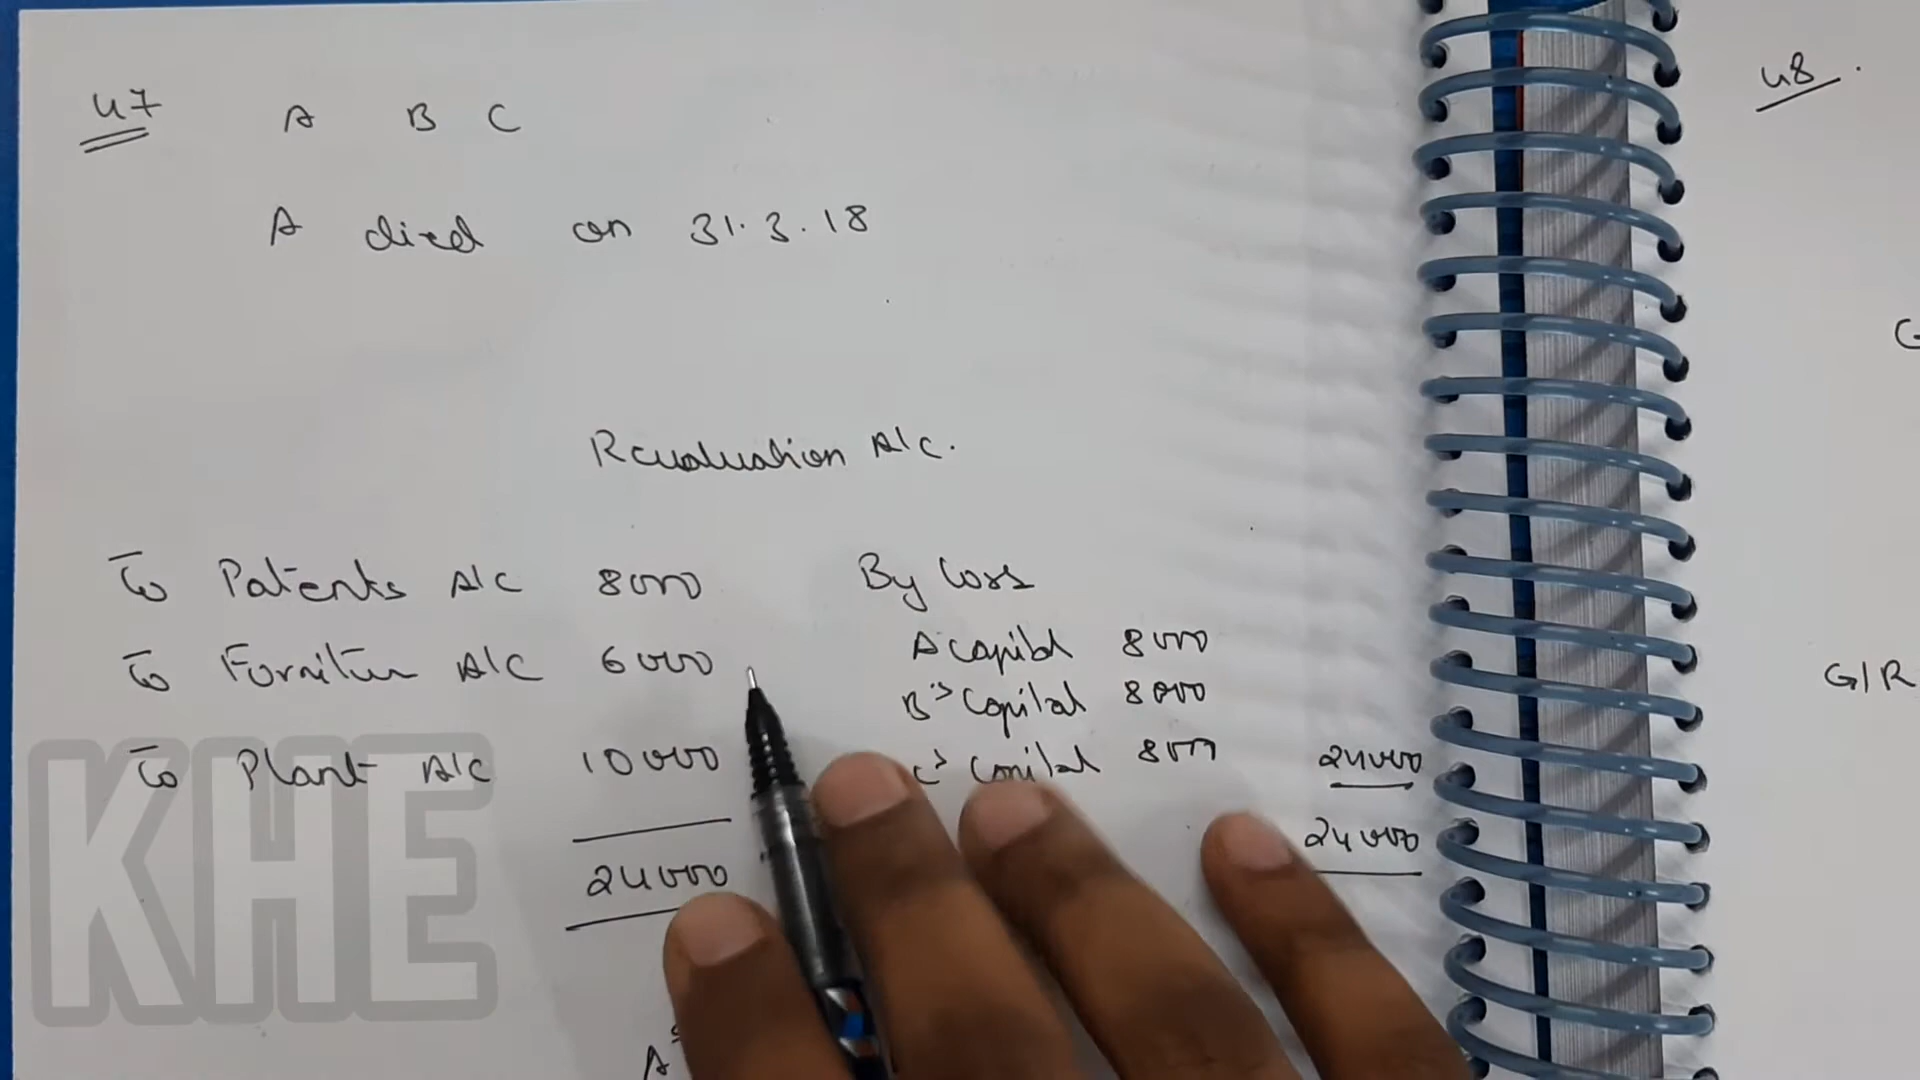 47 A B C
A died on 31.3.18
Revaluation A/c.
To Patents A/C 8000 By loss
A capital 8000
To Furnitur A/C 6000 B's Capital 8000
To Plant A/C 10000 C's Capital 8000 24000
24000 24000
A's
48.
G
G/R
KHE